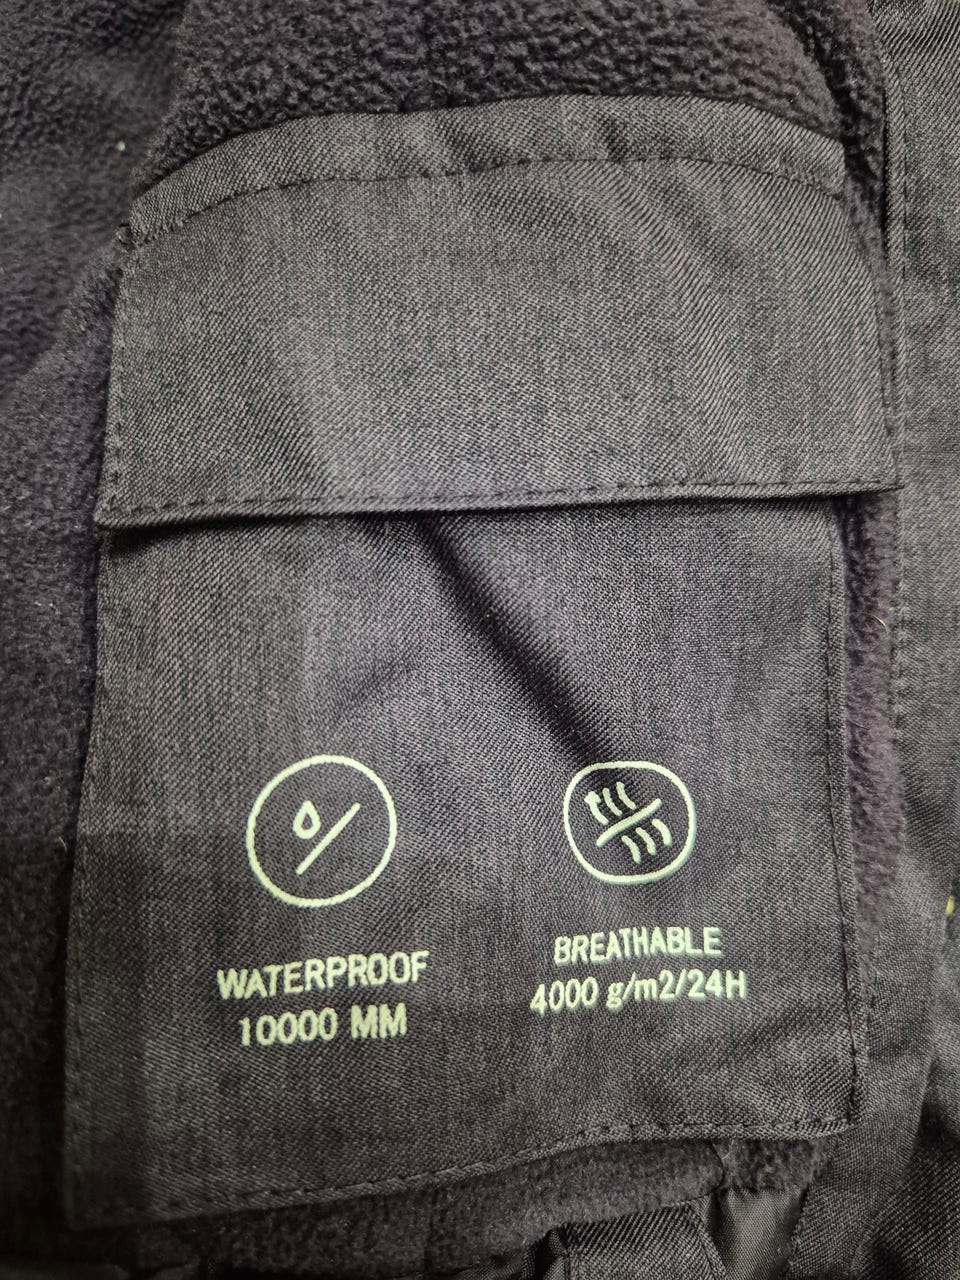 WATERPROOF
10000 MM
BREATHABLE
4000 g/m2/24H